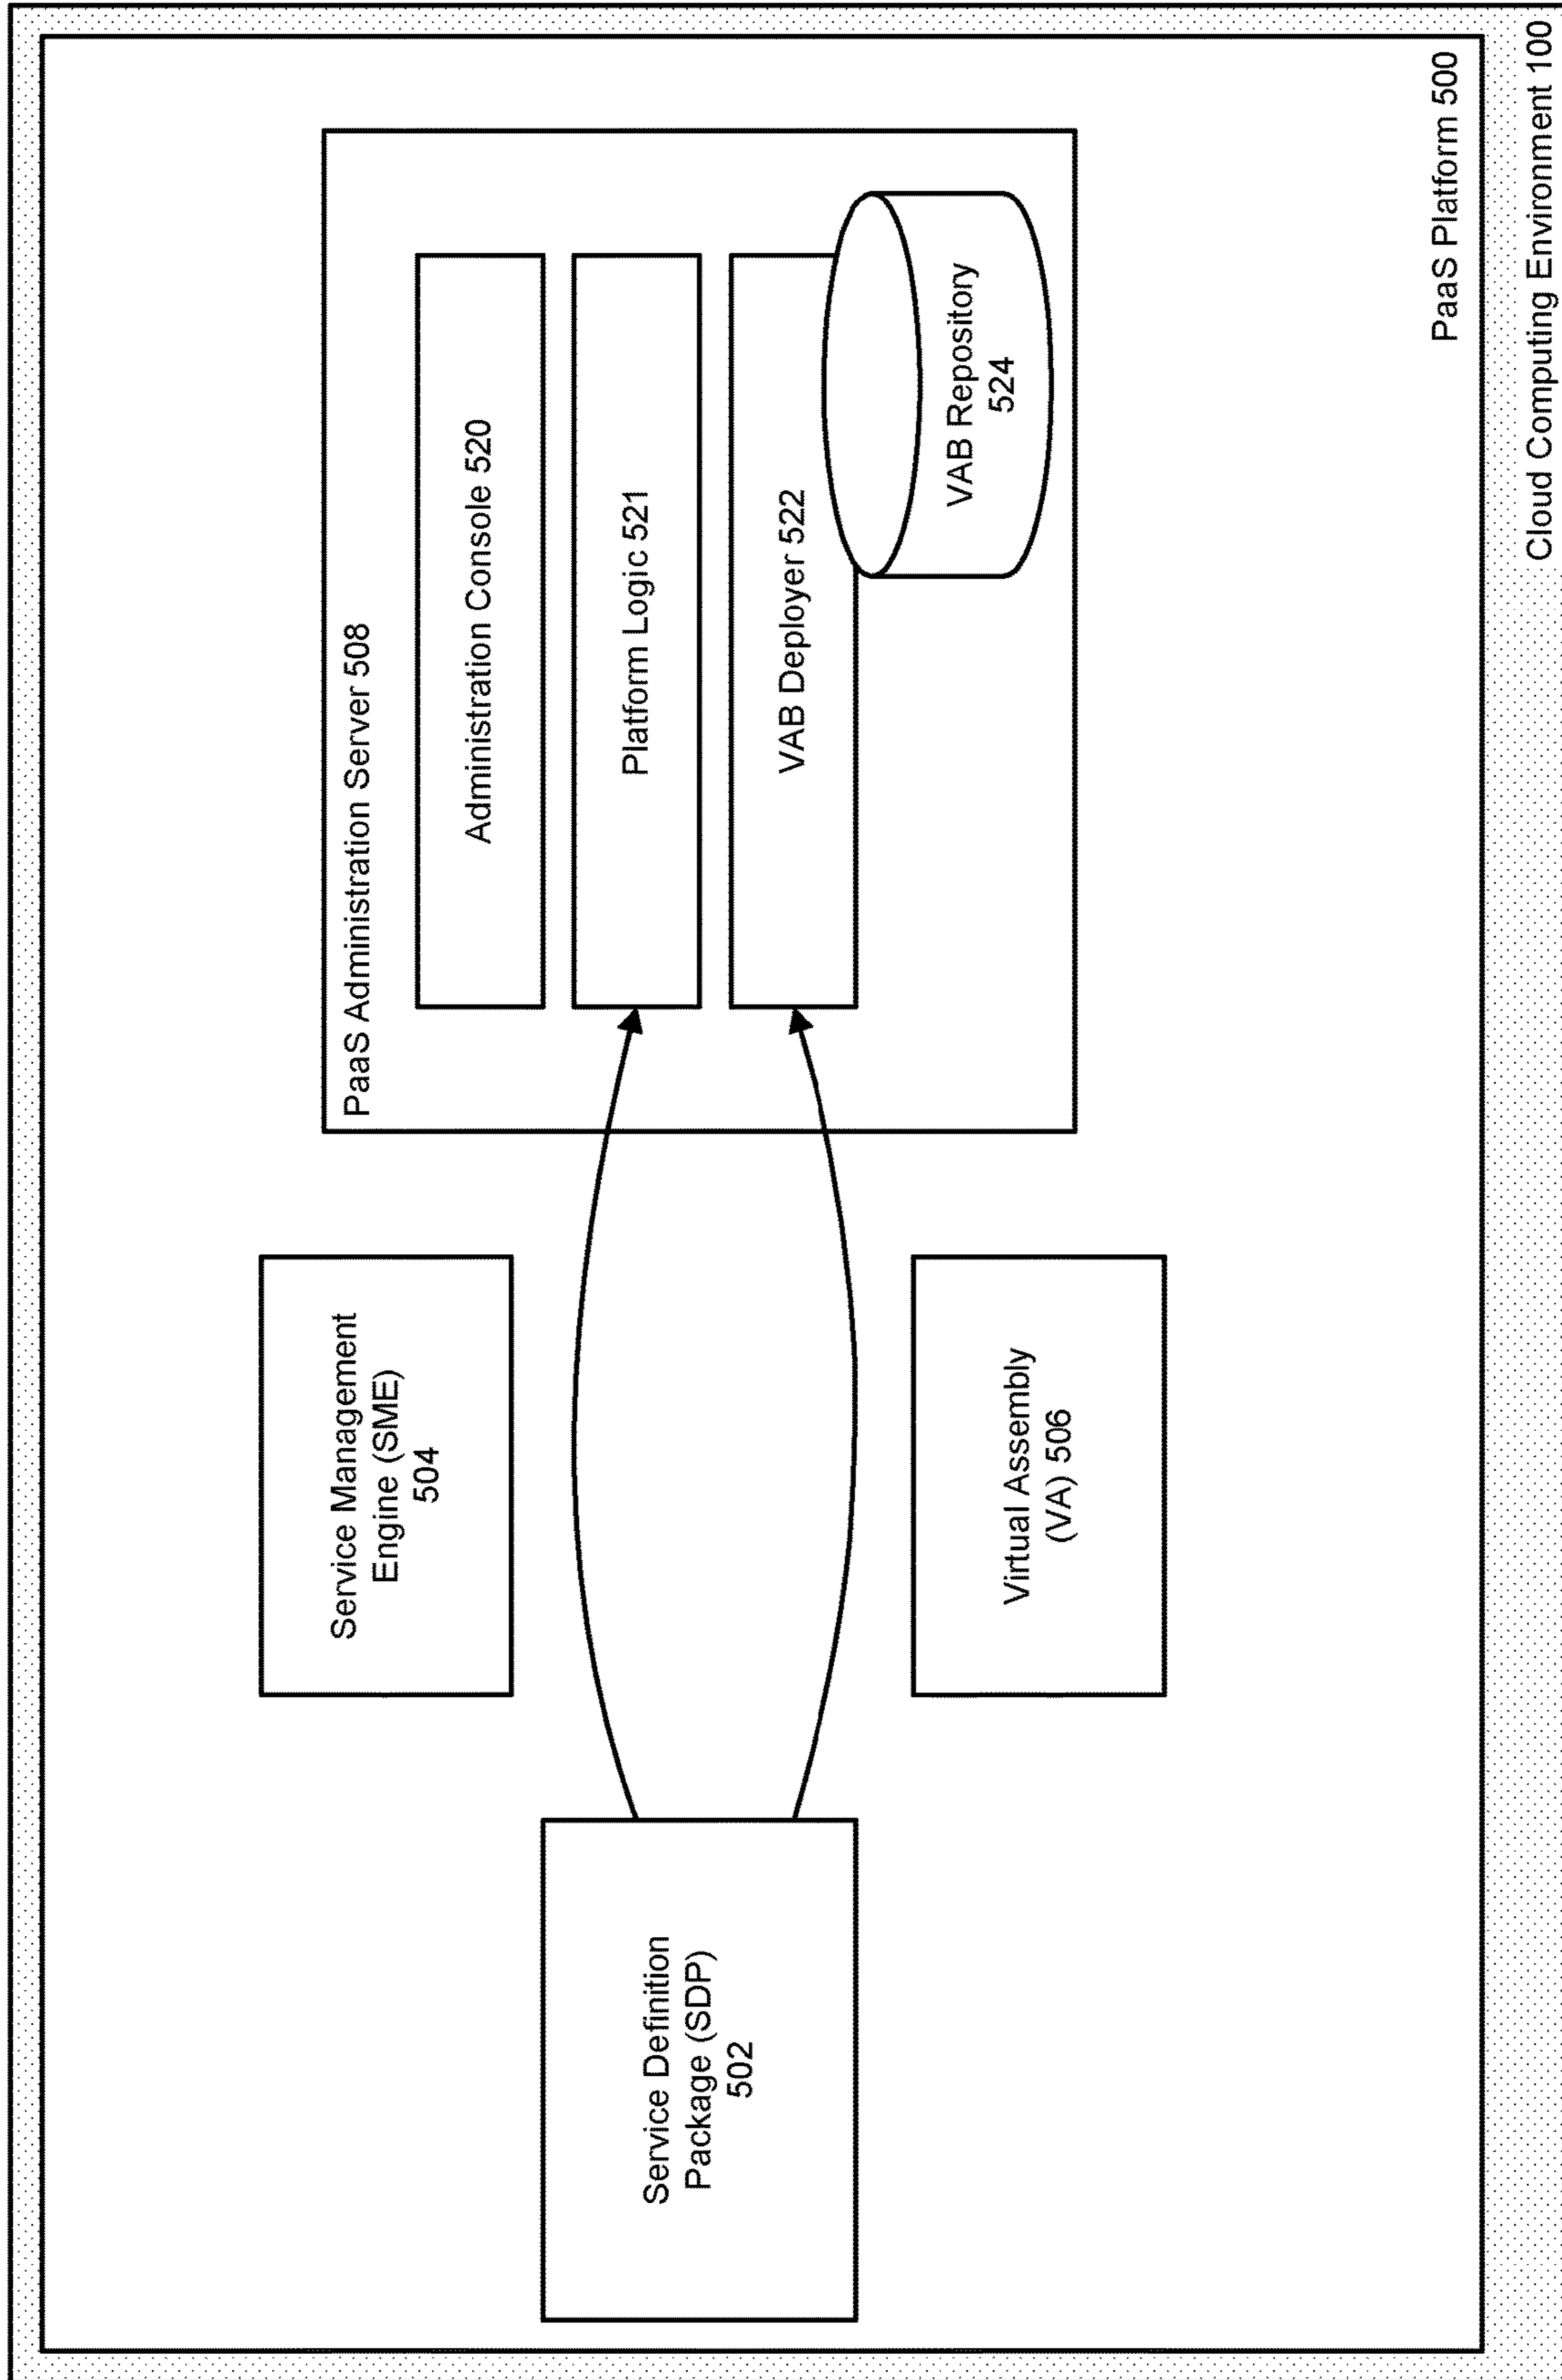 PaaS Administration Server 508
Administration Console 520
Platform Logic 521
VAB Deployer 522
VAB Repository
524
Service Management
Engine (SME)
504
Service Definition
Package (SDP)
502
Virtual Assembly
(VA) 506
PaaS Platform 500
Cloud Computing Environment 100